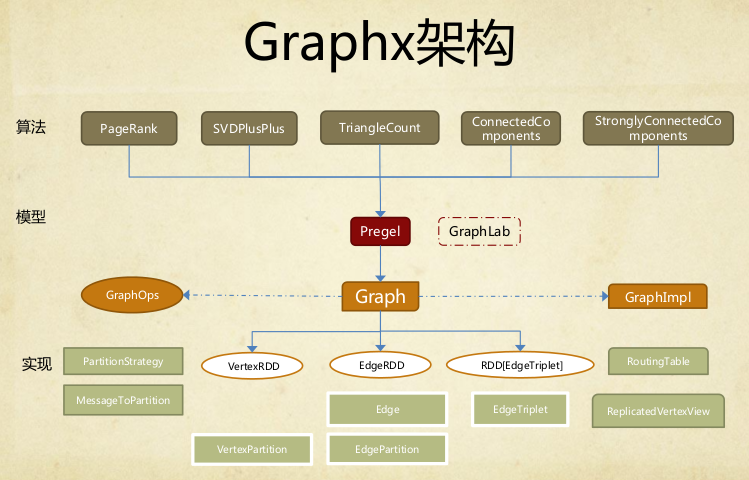 Graphx架构
算法
PageRank
SVDPlusPlus
TriangleCount
ConnectedCo
mponents
StronglyConnectedCo
mponents
模型
Pregel
GraphLab
GraphOps
Graph
GraphImpl
实现
PartitionStrategy
VertexRDD
EdgeRDD
RDD[EdgeTriplet]
RoutingTable
MessageToPartition
Edge
EdgeTriplet
ReplicatedVertexView
VertexPartition
EdgePartition